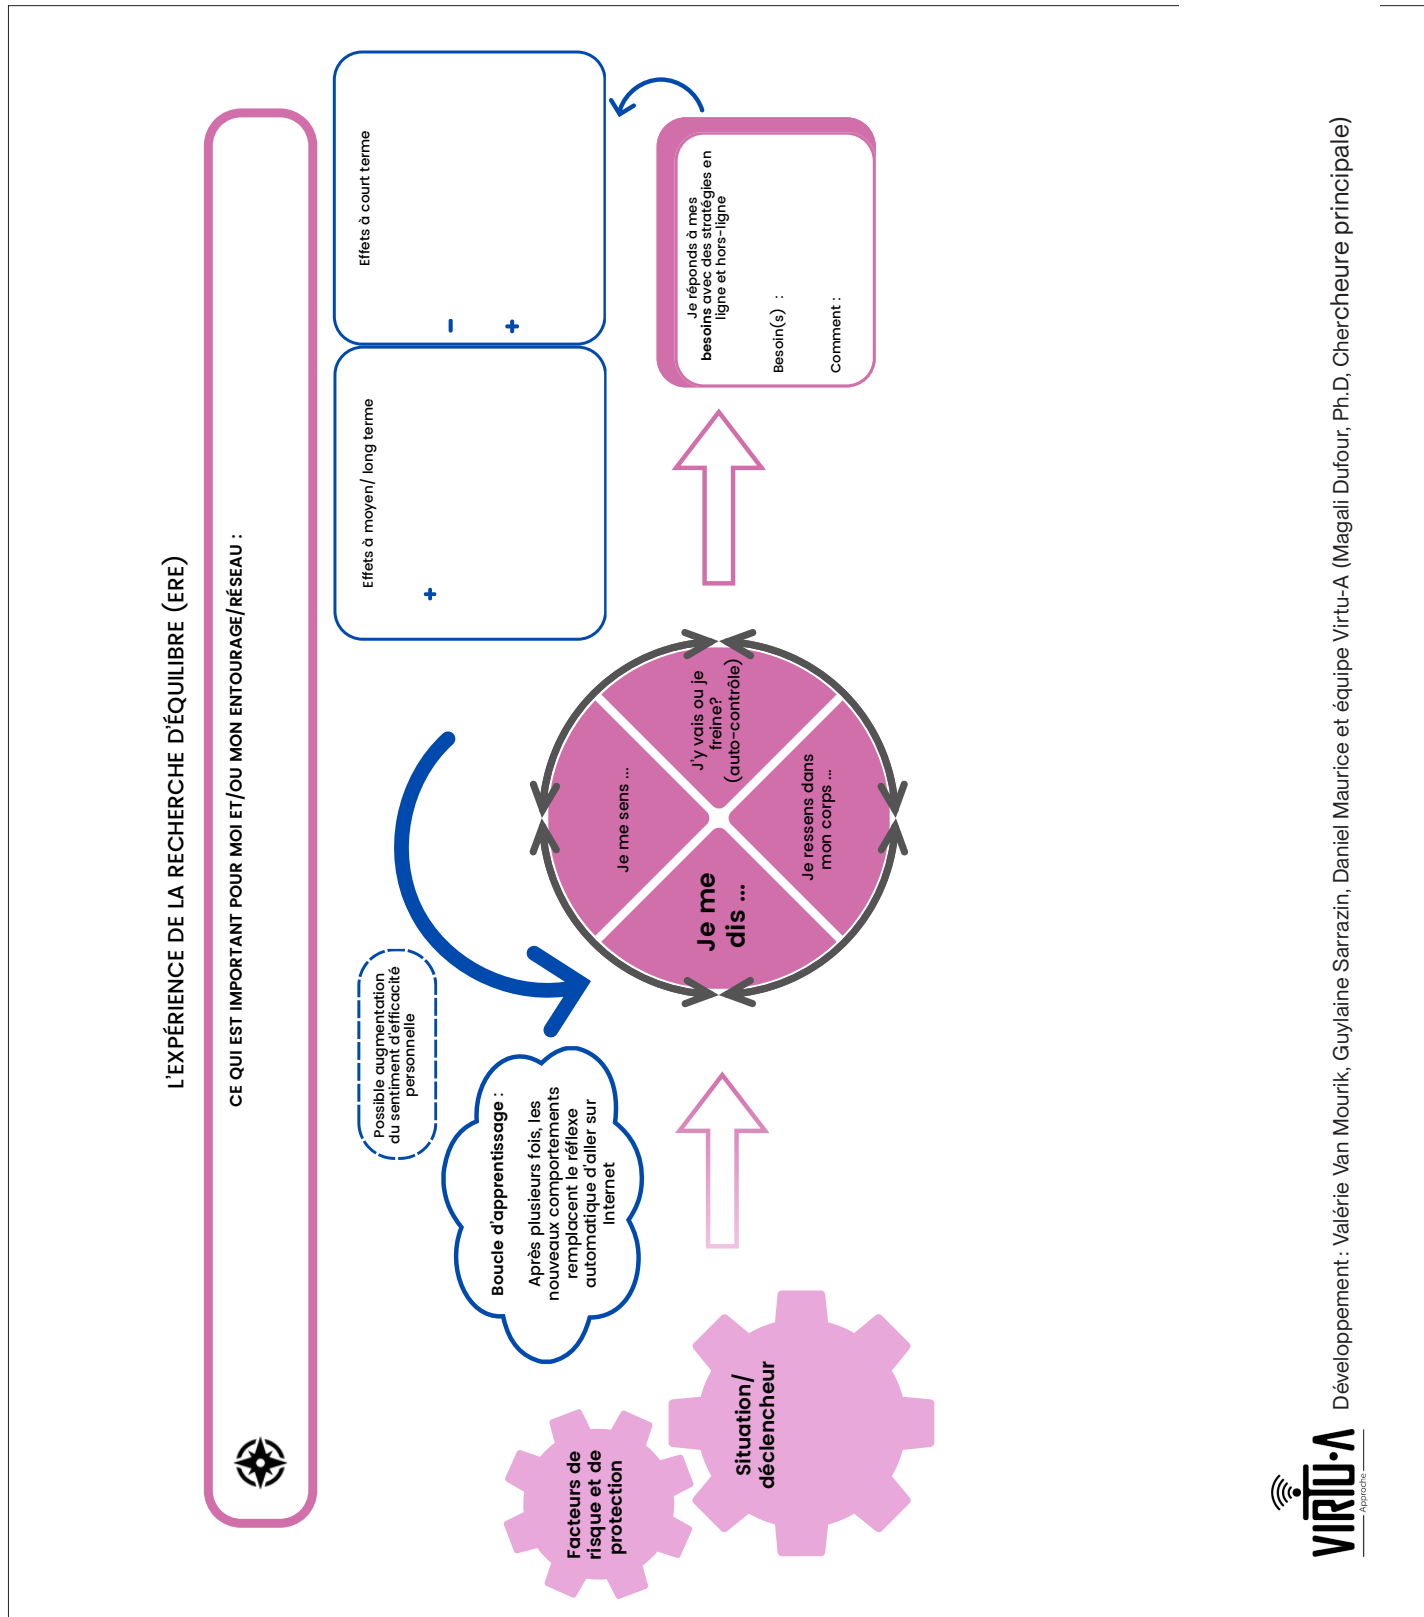 L'EXPÉRIENCE DE LA RECHERCHE D'ÉQUILIBRE (ERE)
CE QUI EST IMPORTANT POUR MOI ET/OU MON ENTOURAGE/RÉSEAU :
Facteurs de
risque et de
protection
Situation/
déclencheur
Boucle d'apprentissage :
Après plusieurs fois, les
nouveaux comportements
remplacent le réflexe
automatique d'aller sur
Internet
Possible augmentation
du sentiment d'efficacité
personnelle
Je me
dis ...
Je me sens ...
Je ressens dans
mon corps ...
J'y vais ou je
freine?
(auto-contrôle)
Effets à moyen/ long terme
+
Effets à court terme
-
+
Je réponds à mes
besoins avec des stratégies en
ligne et hors-ligne
Besoin(s) :
Comment :
VIRTU•A
Approche
Développement : Valérie Van Mourik, Guylaine Sarrazin, Daniel Maurice et équipe Virtu-A (Magali Dufour, Ph.D, Chercheure principale)